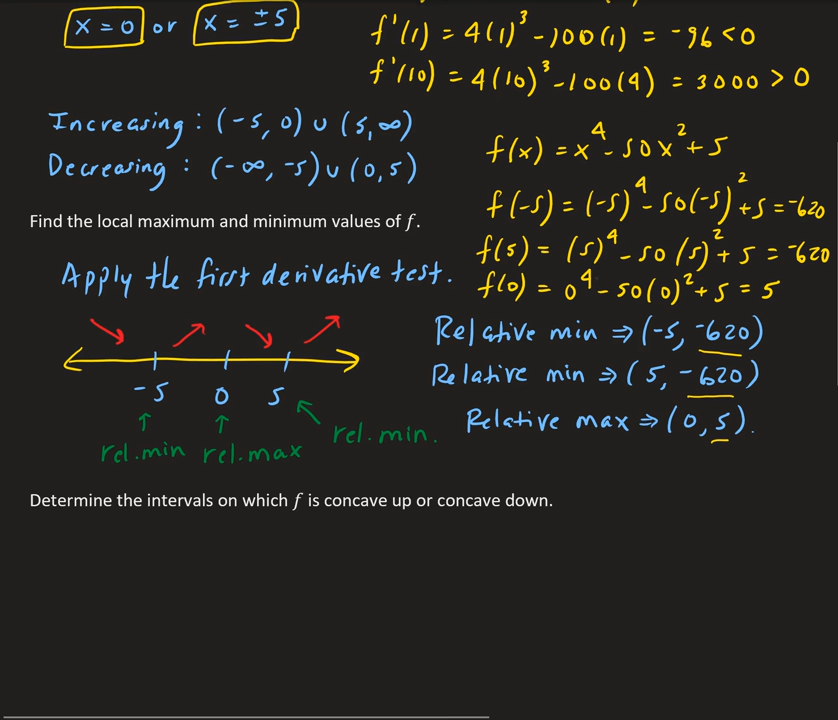 x = 0 or x = ±5
f'(1) = 4(1)³ - 100(1) = -96 < 0
f'(10) = 4(10)³ - 100(4) = 3000 > 0
Increasing : (-5, 0) ∪ (5, ∞)
Decreasing : (-∞, -5) ∪ (0, 5)
f(x) = x⁴ - 50x² + 5
f(-5) = (-5)⁴ - 50(-5)² + 5 = -620
Find the local maximum and minimum values of f.
f(5) = (5)⁴ - 50(5)² + 5 = -620
Apply the first derivative test.
f(0) = 0⁴ - 50(0)² + 5 = 5
Relative min ⇒ (-5, -620)
Relative min ⇒ (5, -620)
-5 0 5
Relative max ⇒ (0, 5).
rel.min rel.max rel.min.
Determine the intervals on which f is concave up or concave down.